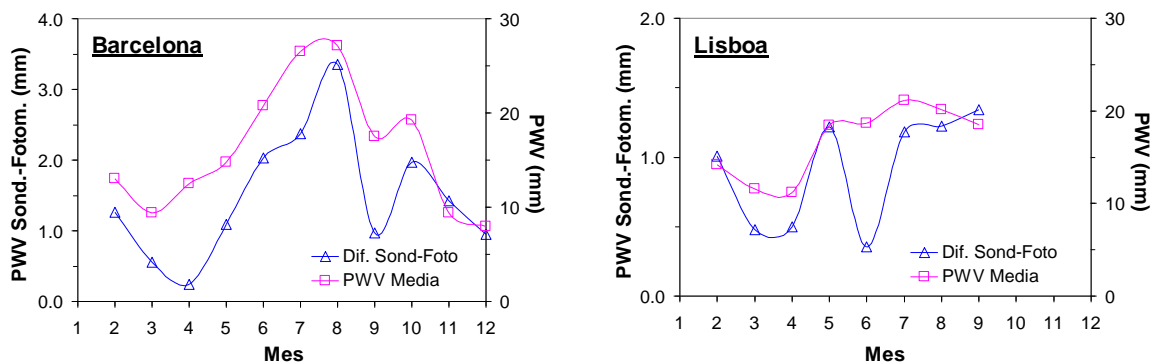 Barcelona
PWV Sond.-Fotom. (mm)
4.0
3.0
2.0
1.0
0.0
30
20
10
0
PWV (mm)
Dif. Sond-Foto
PWV Media
1 2 3 4 5 6 7 8 9 10 11 12
Mes
Lisboa
PWV Sond.-Fotom. (mm)
2.0
1.0
0.0
30
20
10
0
PWV (mm)
Dif. Sond-Foto
PWV Media
1 2 3 4 5 6 7 8 9 10 11 12
Mes